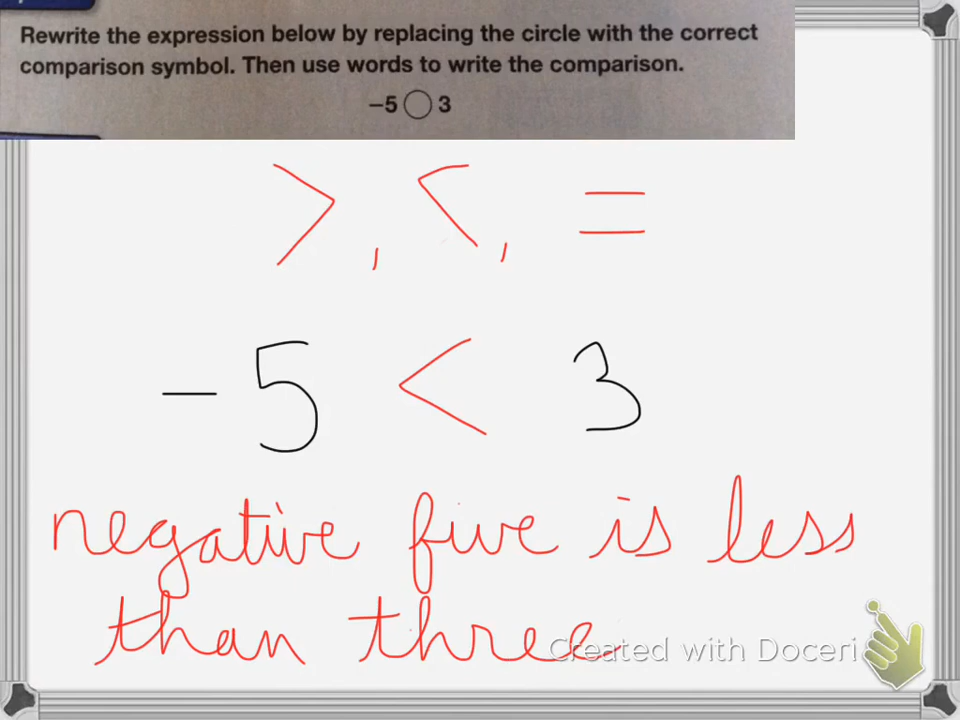 Rewrite the expression below by replacing the circle with the correct
comparison symbol. Then use words to write the comparison.
−5 ○ 3
>, <, =
-5 < 3
negative five is less
than three
Created with Doceri